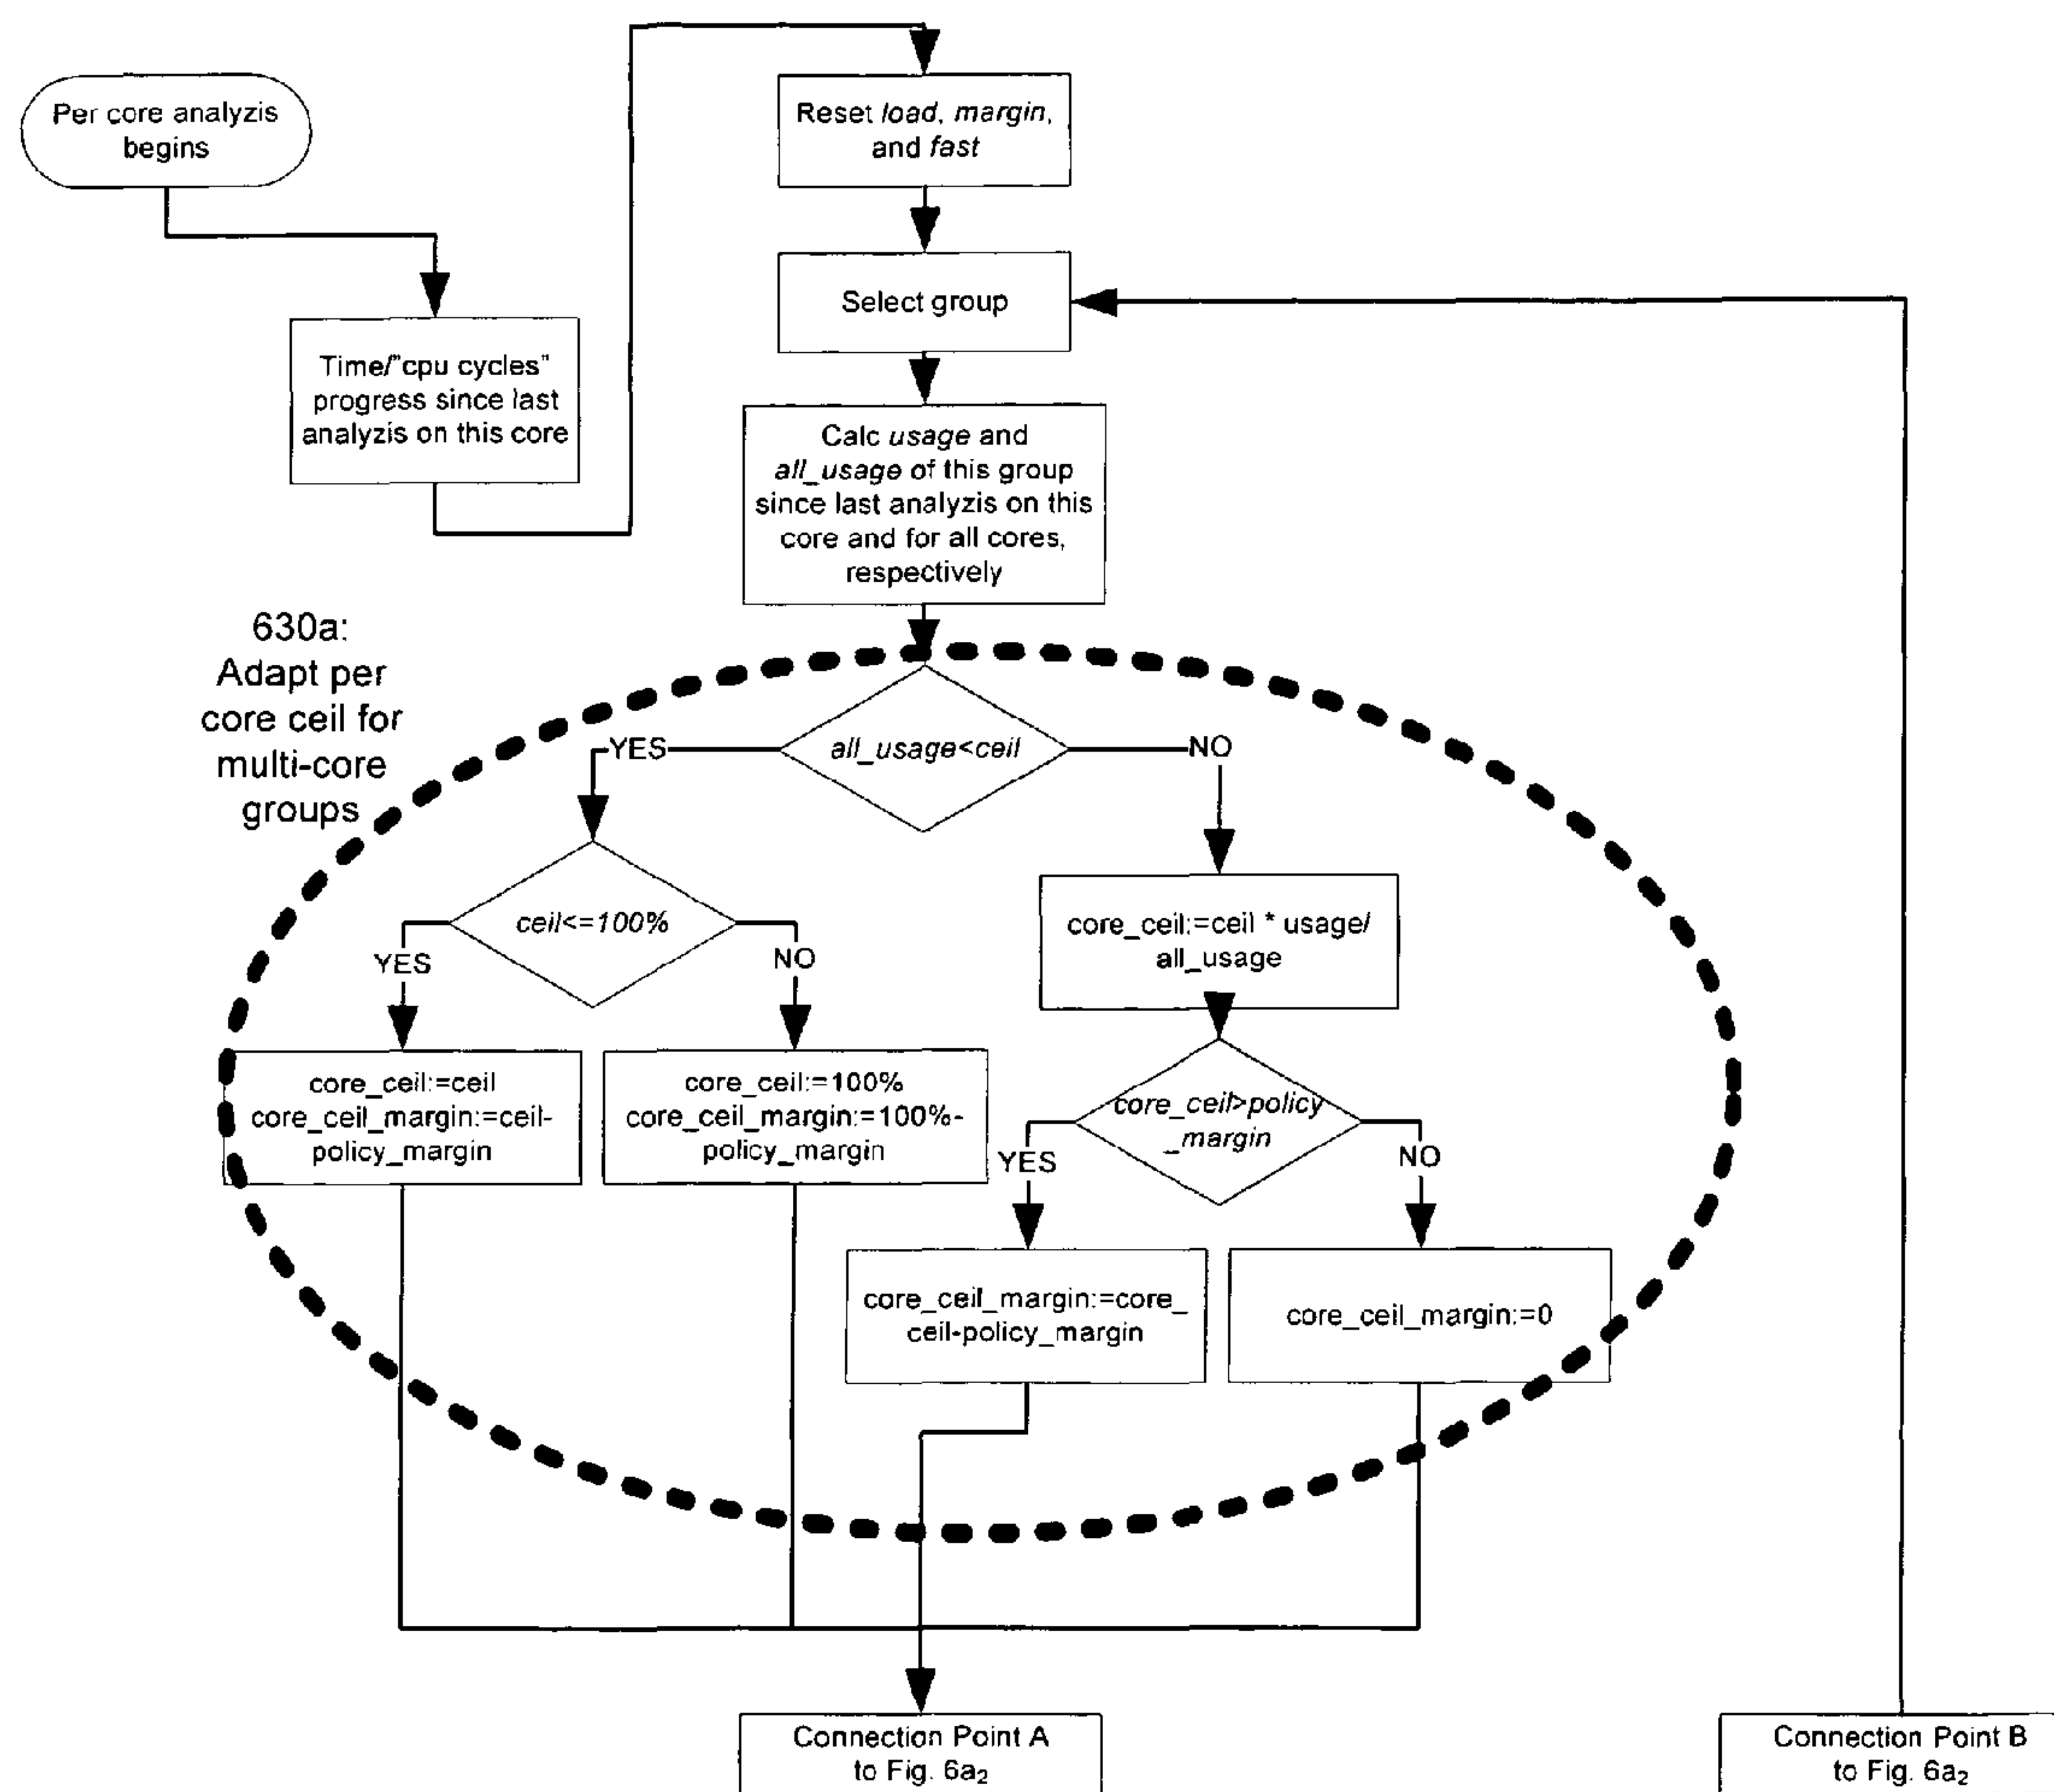 Per core analyzis
begins
Time/"cpu cycles"
progress since last
analyzis on this core
Reset load, margin,
and fast
Select group
Calc usage and
all_usage of this group
since last analyzis on this
core and for all cores,
respectively
630a:
Adapt per
core ceil for
multi-core
groups
all_usage<ceil
YES
NO
ceil<=100%
YES
NO
core_ceil:=ceil
core_ceil_margin:=ceil-
policy_margin
core_ceil:=100%
core_ceil_margin:=100%-
policy_margin
core_ceil:=ceil * usage/
all_usage
core_ceil>policy
_margin
YES
NO
core_ceil_margin:=core_
ceil-policy_margin
core_ceil_margin:=0
Connection Point A
to Fig. 6a₂
Connection Point B
to Fig. 6a₂